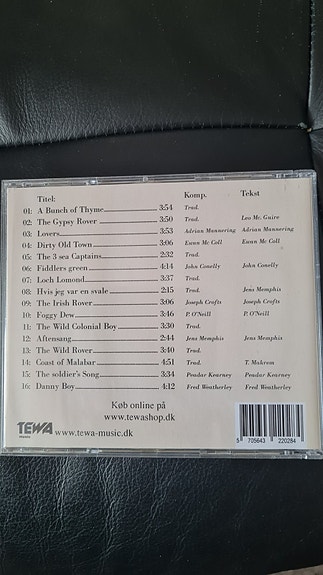 Titel: Komp. Tekst
01: A Bunch of Thyme 3:54 Trad.
02: The Gypsy Rover 3:50 Trad. Leo Mc. Guire
03: Lovers 3:53 Adrian Mannering Adrian Mannering
04: Dirty Old Town 3:06 Ewan Mc Coll Ewan Mc Coll
05: The 3 sea Captains 2:32 Trad.
06: Fiddlers green 4:14 John Conelly John Conelly
07: Loch Lomond 3:37 Trad.
08: Hvis jeg var en svale 2:15 Trad. Jens Memphis
09: The Irish Rover 3:06 Joseph Crofts Joseph Crofts
10: Foggy Dew 3:46 P. O'Neill P. O'Neill
11: The Wild Colonial Boy 3:30 Trad.
12: Aftensang 2:44 Jens Memphis Jens Memphis
13: The Wild Rover 3:40 Trad.
14: Coast of Malabar 4:51 Trad. T. Makem
15: The soldier's Song 3:34 Peadar Kearney Peadar Kearney
16: Danny Boy 4:12 Fred Weatherley Fred Weatherley
Køb online på
www.tewashop.dk
TEWA
www.tewa-music.dk
5 705643 220284